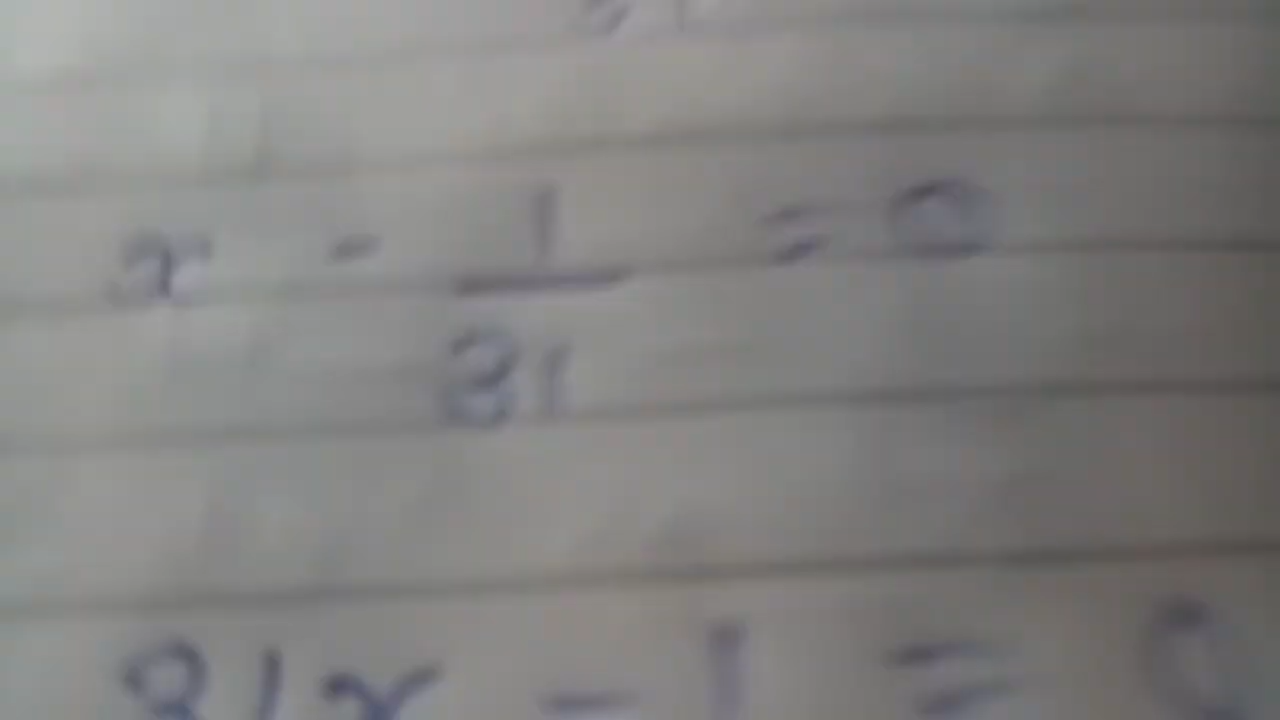 x - 1/81 = 0
81x - 1 = 0